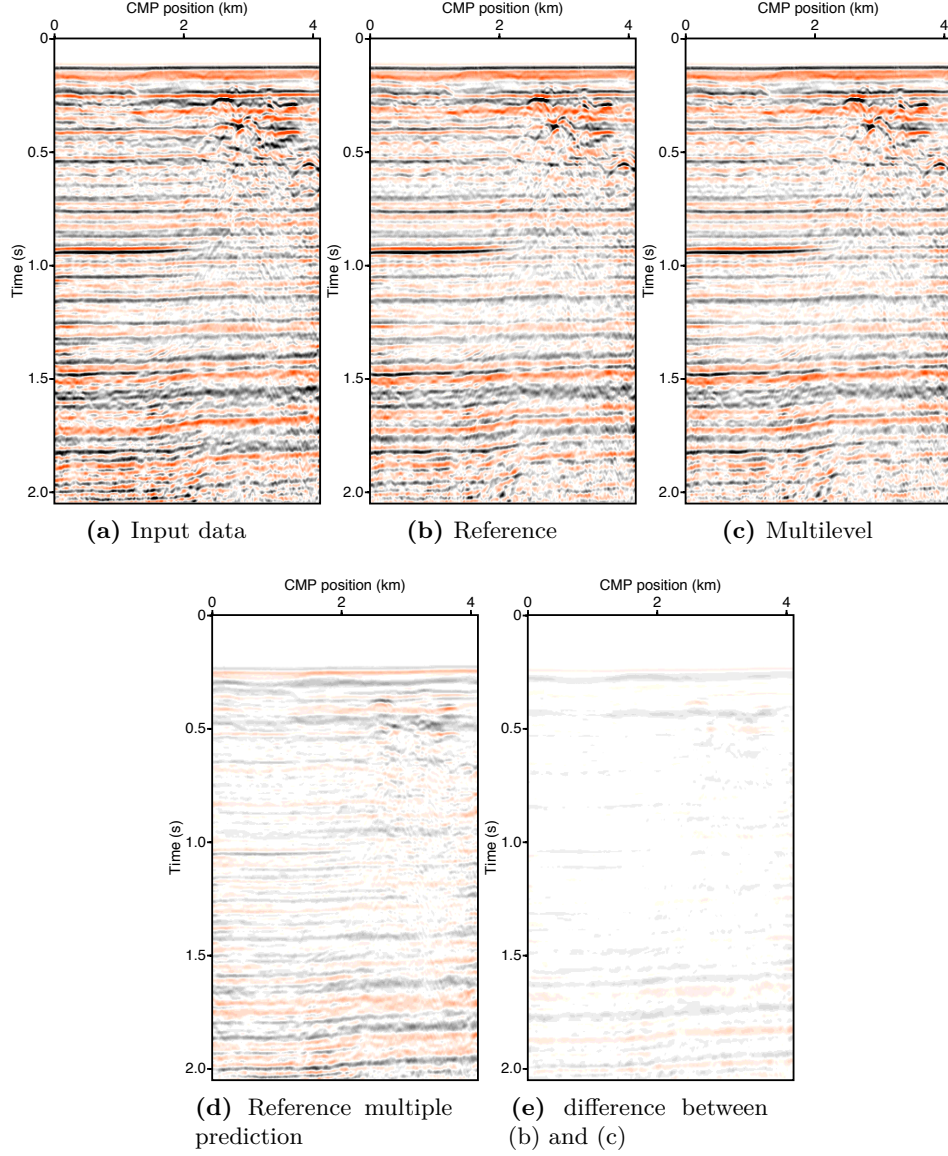 CMP position (km) CMP position (km) CMP position (km)
0 2 4 0 2 4 0 2 4
0 0 0
0.5 0.5 0.5
Time (s) Time (s) Time (s)
1.0 1.0 1.0
1.5 1.5 1.5
2.0 2.0 2.0
(a) Input data (b) Reference (c) Multilevel
CMP position (km) CMP position (km)
0 2 4 0 2 4
0 0
0.5 0.5
Time (s) Time (s)
1.0 1.0
1.5 1.5
2.0 2.0
(d) Reference multiple (e) difference between
prediction (b) and (c)